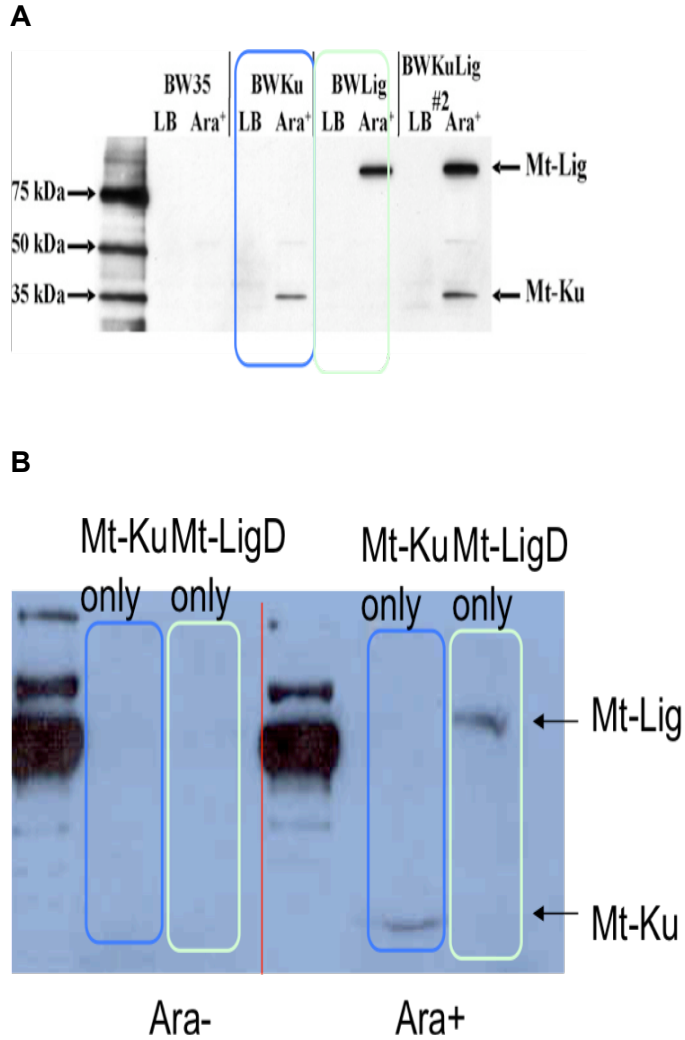 A
BW35 BWKu BWLig BWKuLig
#2
LB Ara+ LB Ara+ LB Ara+ LB Ara+
Mt-Lig
75 kDa
50 kDa
35 kDa
Mt-Ku
B
Mt-Ku Mt-LigD Mt-Ku Mt-LigD
only only only only
Mt-Lig
Mt-Ku
Ara- Ara+